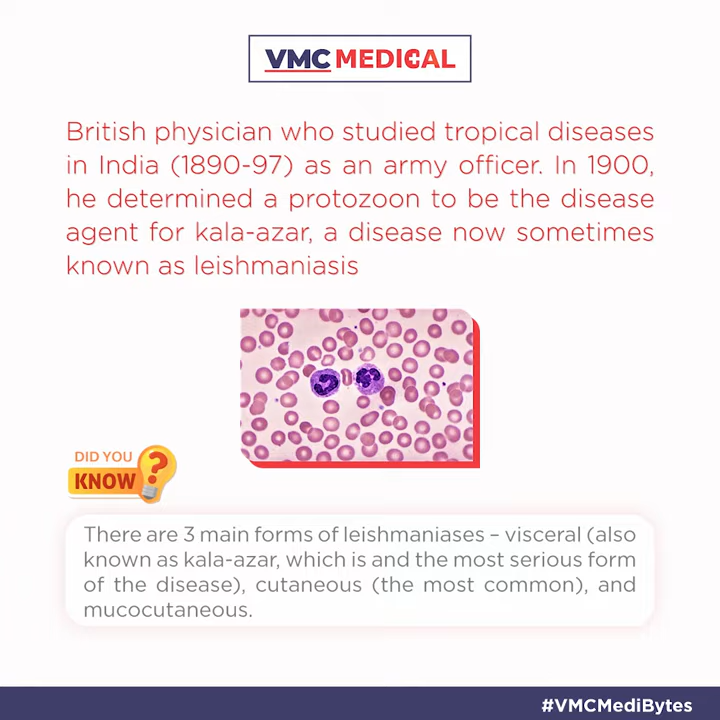 VMC MEDICAL
British physician who studied tropical diseases
in India (1890-97) as an army officer. In 1900,
he determined a protozoon to be the disease
agent for kala-azar, a disease now sometimes
known as leishmaniasis
DID YOU
KNOW ?
There are 3 main forms of leishmaniases – visceral (also
known as kala-azar, which is and the most serious form
of the disease), cutaneous (the most common), and
mucocutaneous.
#VMCMediBytes